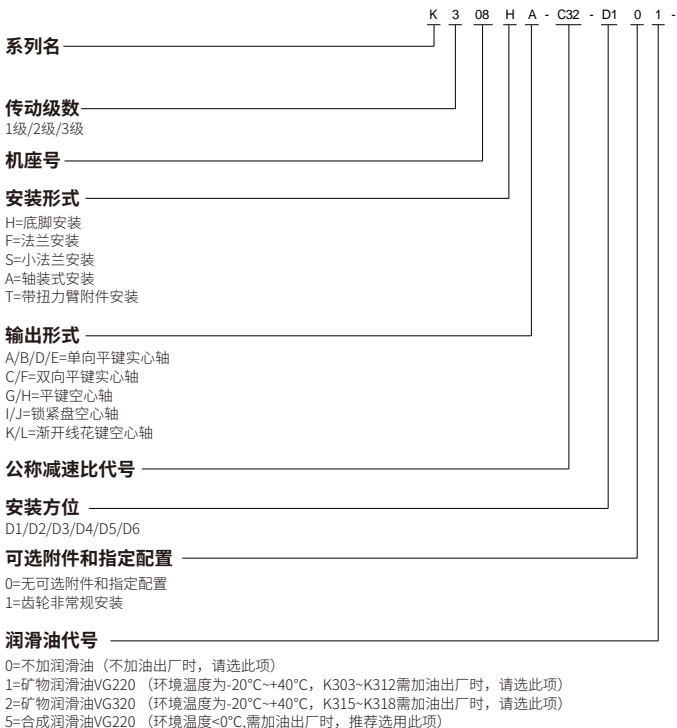 K 3 08 H A - C32 - D1 0 1 -
系列名
传动级数
1级/2级/3级
机座号
安装形式
H=底脚安装
F=法兰安装
S=小法兰安装
A=轴装式安装
T=带扭力臂附件安装
输出形式
A/B/D/E=单向平键实心轴
C/F=双向平键实心轴
G/H=平键空心轴
I/J=锁紧盘空心轴
K/L=渐开线花键空心轴
公称减速比代号
安装方位
D1/D2/D3/D4/D5/D6
可选附件和指定配置
0=无可选附件和指定配置
1=齿轮非常规安装
润滑油代号
0=不加润滑油（不加油出厂时，请选此项）
1=矿物润滑油VG220 （环境温度为-20℃~+40℃，K303~K312需加油出厂时，请选此项）
2=矿物润滑油VG320 （环境温度为-20℃~+40℃，K315~K318需加油出厂时，请选此项）
5=合成润滑油VG220 （环境温度<0℃,需加油出厂时，推荐选用此项）